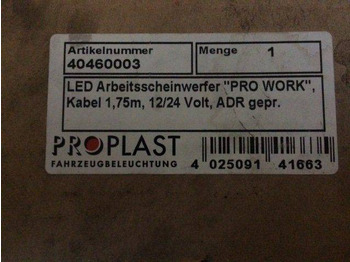 Artikelnummer
40460003
Menge 1
LED Arbeitsscheinwerfer "PRO WORK",
Kabel 1,75m, 12/24 Volt, ADR gepr.
PROPLAST
FAHRZEUGBELEUCHTUNG
4 025091 41663